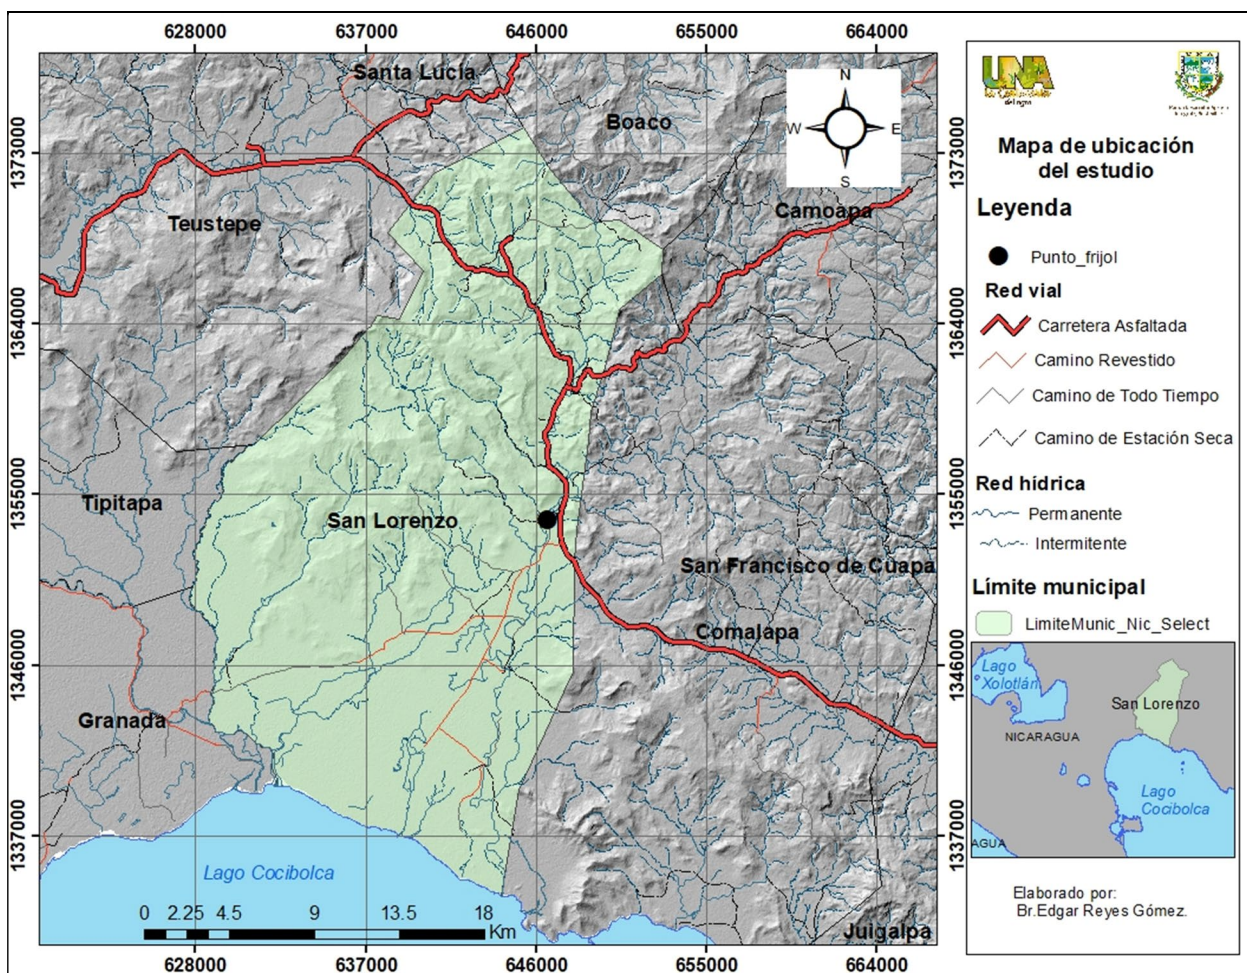 628000
637000
646000
655000
664000
Santa Lucía
Boaco
N
W
E
S
1373000
1373000
Camoapa
Teustepe
1364000
1364000
1355000
1355000
Tipitapa
San Lorenzo
San Francisco de Cuapa
Comalapa
1346000
1346000
Granada
1337000
1337000
Lago Cocibolca
0 2.25 4.5 9 13.5 18
Km
Juigalpa
628000
637000
646000
655000
664000
UNA
Mapa de ubicación
del estudio
Leyenda
Punto_frijol
Red vial
Carretera Asfaltada
Camino Revestido
Camino de Todo Tiempo
Camino de Estación Seca
Red hídrica
Permanente
Intermitente
Límite municipal
LimiteMunic_Nic_Select
Lago
Xolotlán
San Lorenzo
NICARAGUA
Lago
Cocibolca
AGUA
Elaborado por:
Br.Edgar Reyes Gómez.